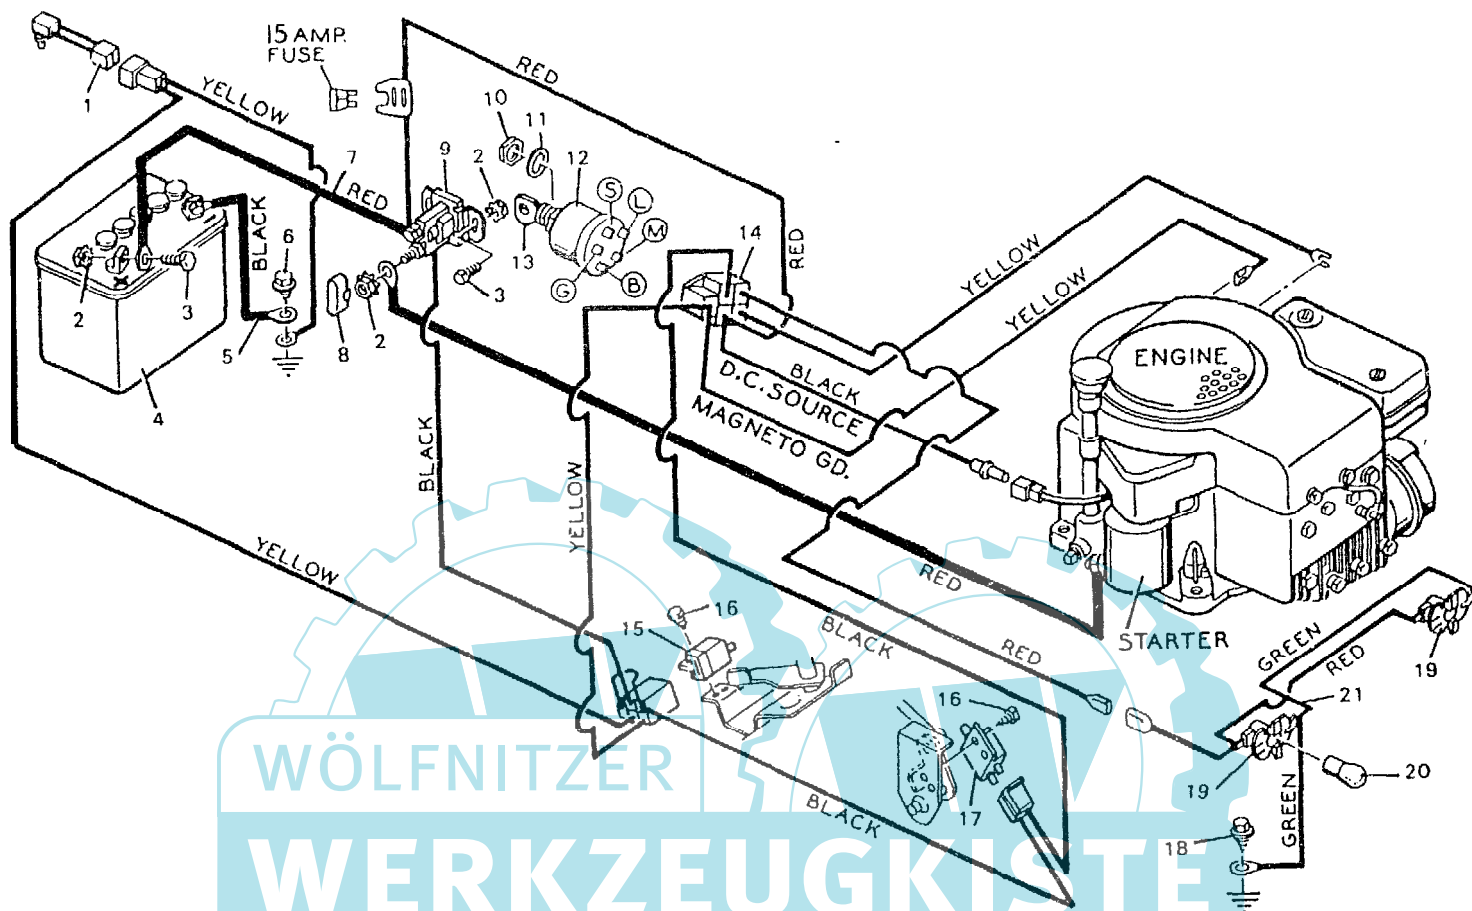 15 AMP.
FUSE
RED
1
YELLOW
10
11
9
2
12
7
RED
S
L
M
G
B
13
14
RED
BLACK
6
3
2
3
5
8
2
4
YELLOW
YELLOW
ENGINE
BLACK
D.C. SOURCE
MAGNETO GD.
BLACK
YELLOW
YELLOW
RED
16
15
BLACK
RED
STARTER
GREEN
RED
19
21
16
17
19
20
BLACK
GREEN
18
WÖLFNITZER
WERKZEUGKISTE